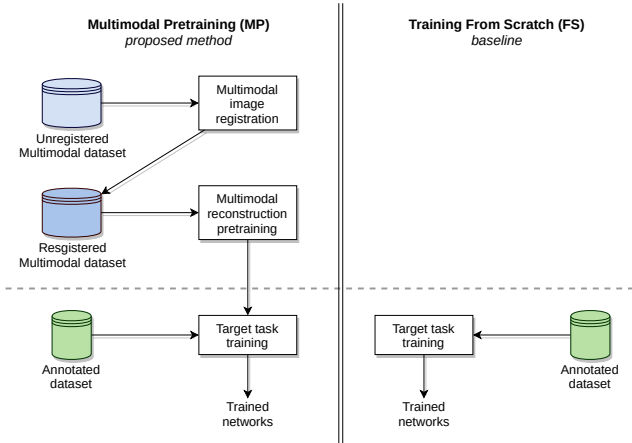 Multimodal Pretraining (MP)
proposed method
Multimodal
image
registration
Unregistered
Multimodal dataset
Multimodal
reconstruction
pretraining
Resgistered
Multimodal dataset
Target task
training
Annotated
dataset
Trained
networks
Training From Scratch (FS)
baseline
Target task
training
Annotated
dataset
Trained
networks